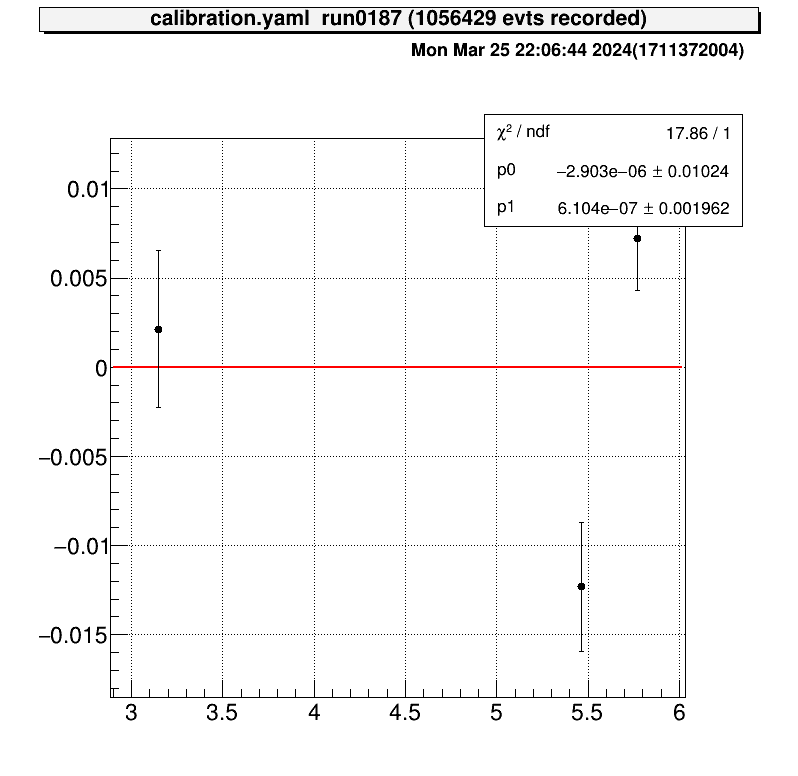 calibration.yaml run0187 (1056429 evts recorded)
Mon Mar 25 22:06:44 2024(1711372004)
χ² / ndf 17.86 / 1
p0 −2.903e−06 ± 0.01024
p1 6.104e−07 ± 0.001962
0.01
0.005
0
−0.005
−0.01
−0.015
3 3.5 4 4.5 5 5.5 6